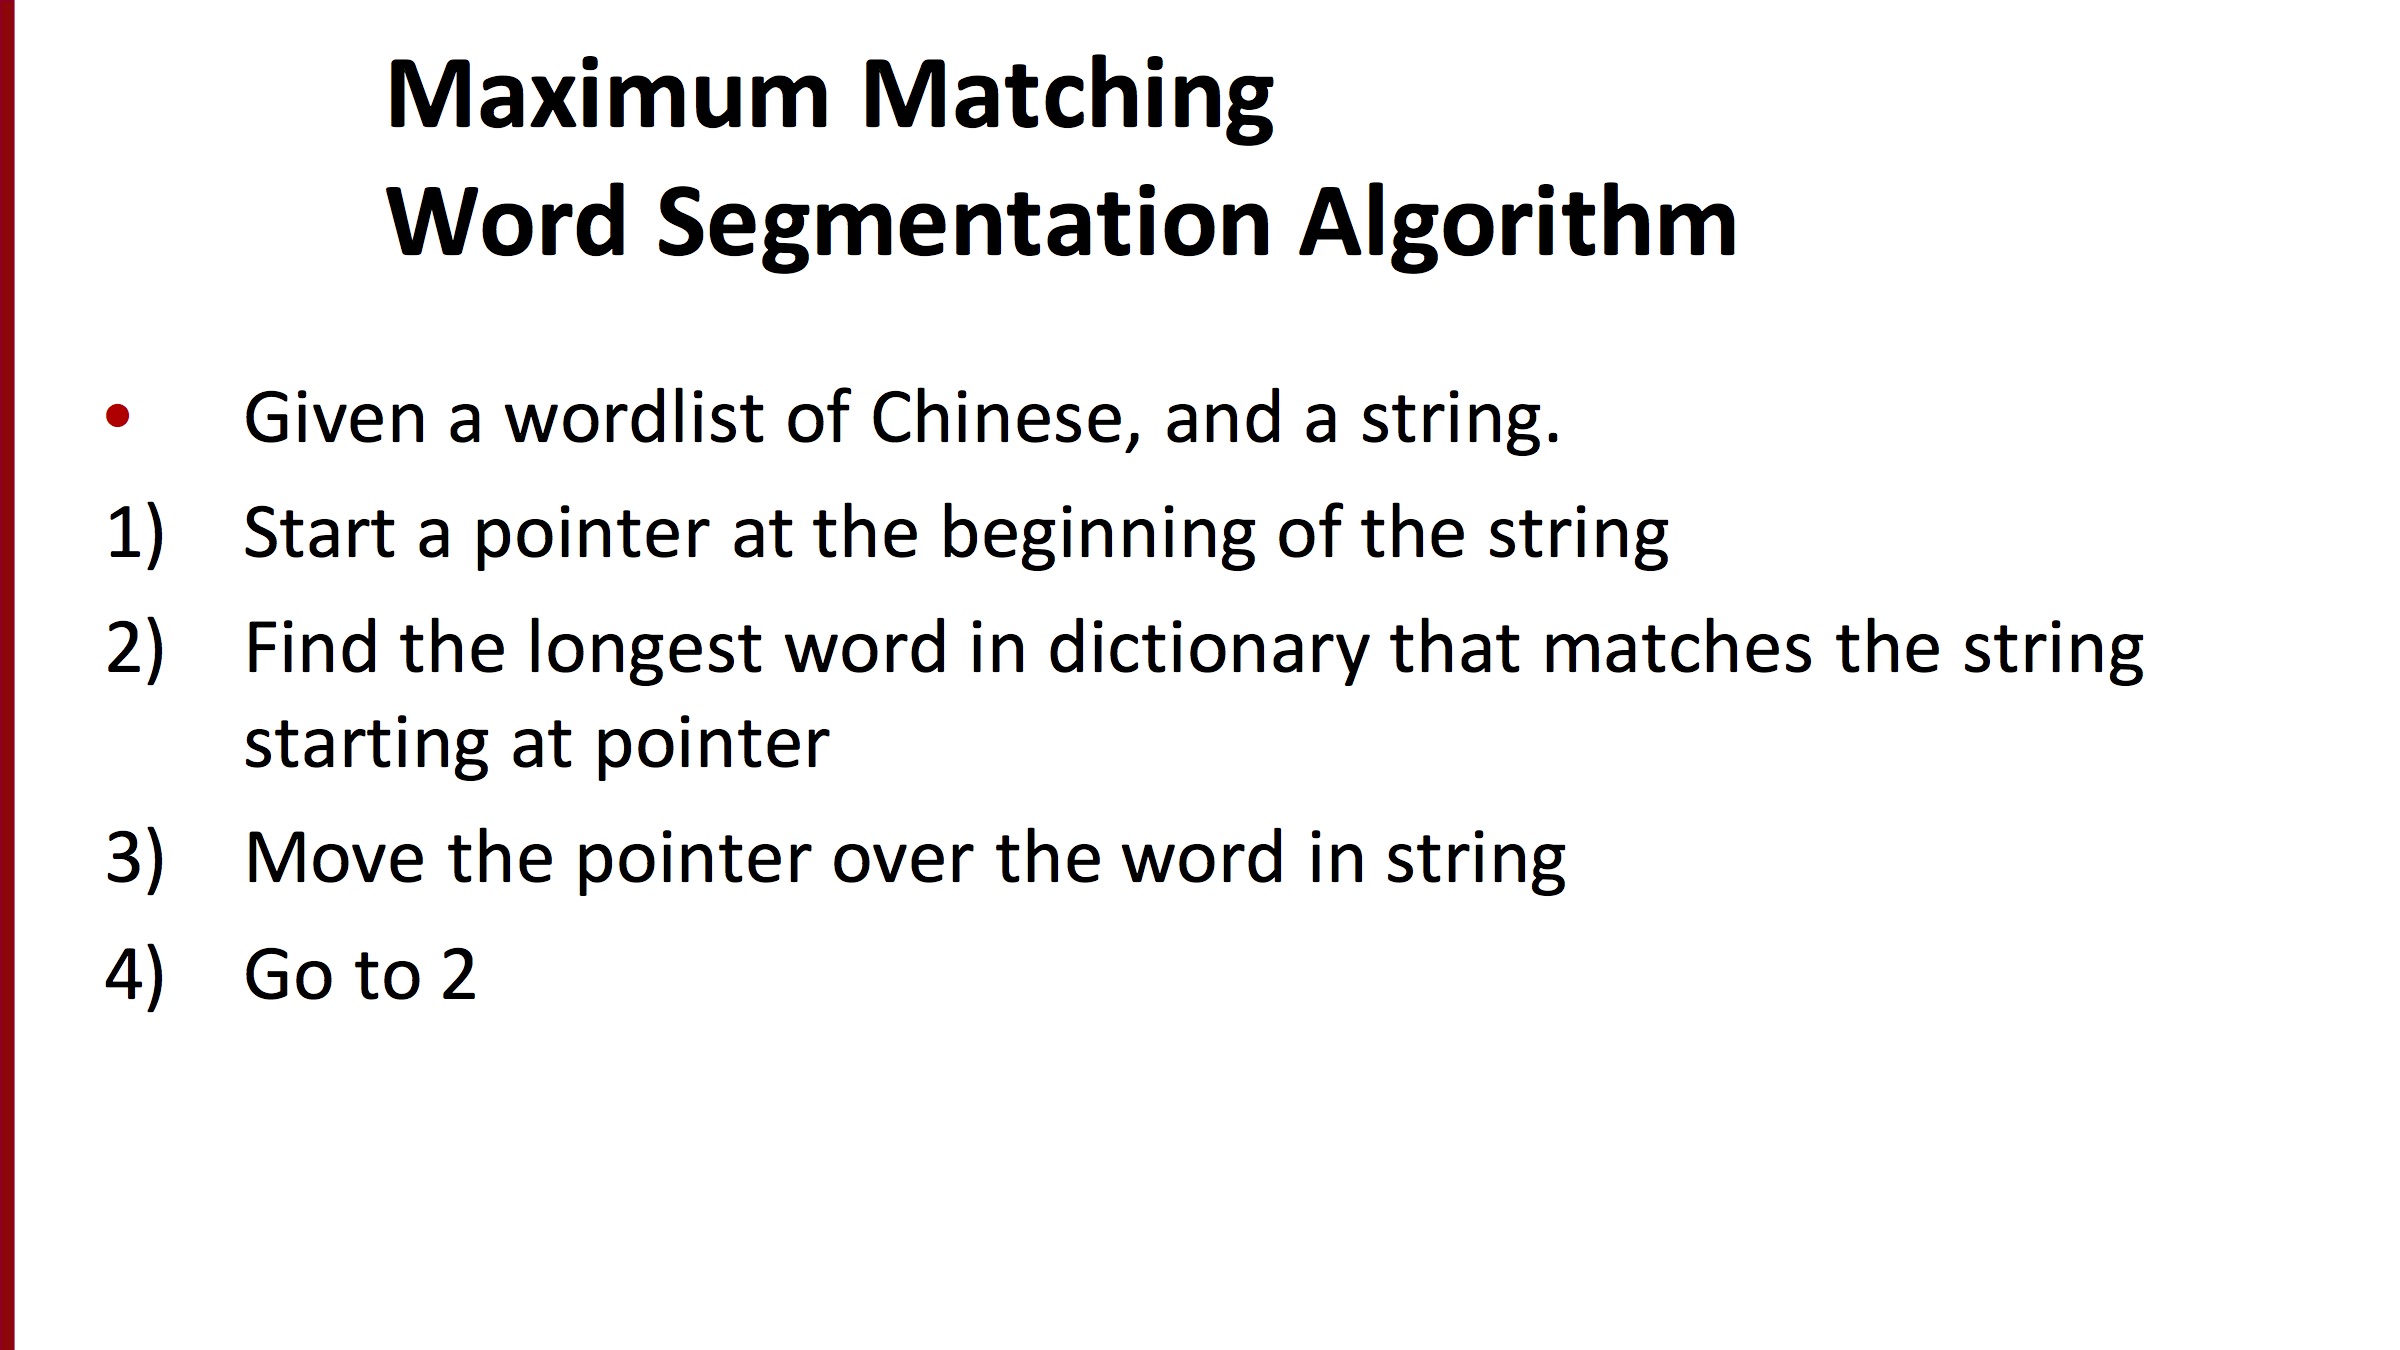 Maximum Matching
Word Segmentation Algorithm
• Given a wordlist of Chinese, and a string.
1) Start a pointer at the beginning of the string
2) Find the longest word in dictionary that matches the string
starting at pointer
3) Move the pointer over the word in string
4) Go to 2